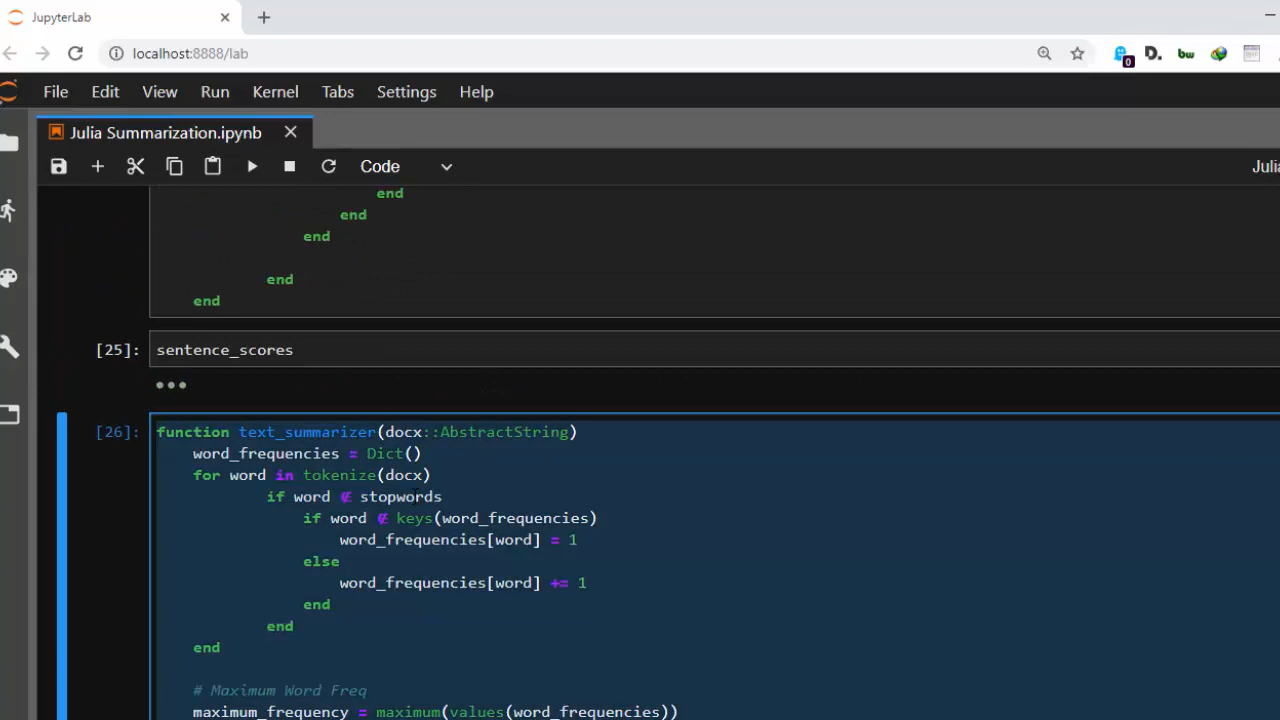 JupyterLab
localhost:8888/lab
0
D.
bw
File Edit View Run Kernel Tabs Settings Help
Julia Summarization.ipynb
Code
Julia
end
end
end
end
end
[25]: sentence_scores
[26]: function text_summarizer(docx::AbstractString)
word_frequencies = Dict()
for word in tokenize(docx)
if word ∉ stopwords
if word ∉ keys(word_frequencies)
word_frequencies[word] = 1
else
word_frequencies[word] += 1
end
end
end
# Maximum Word Freq
maximum_frequency = maximum(values(word_frequencies))